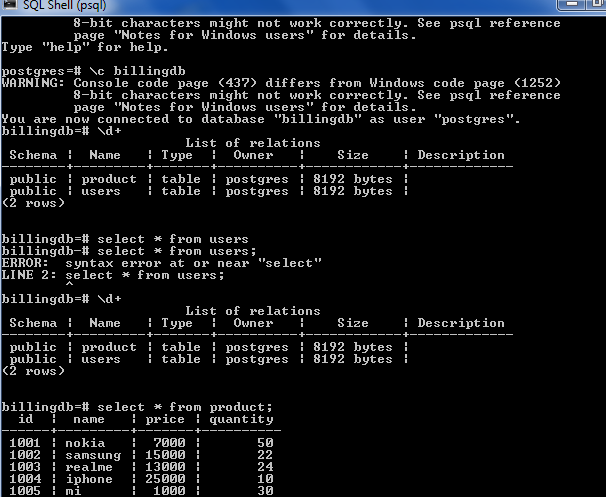 SQL Shell (psql)
8-bit characters might not work correctly. See psql reference
page "Notes for Windows users" for details.
Type "help" for help.
postgres=# \c billingdb
WARNING: Console code page (437) differs from Windows code page (1252)
8-bit characters might not work correctly. See psql reference
page "Notes for Windows users" for details.
You are now connected to database "billingdb" as user "postgres".
billingdb=# \d+
List of relations
Schema ¦ Name ¦ Type ¦ Owner ¦ Size ¦ Description
--------+---------+-------+----------+------------+-------------
public ¦ product ¦ table ¦ postgres ¦ 8192 bytes ¦
public ¦ users ¦ table ¦ postgres ¦ 8192 bytes ¦
(2 rows)
billingdb=# select * from users
billingdb-# select * from users;
ERROR: syntax error at or near "select"
LINE 2: select * from users;
^
billingdb=# \d+
List of relations
Schema ¦ Name ¦ Type ¦ Owner ¦ Size ¦ Description
--------+---------+-------+----------+------------+-------------
public ¦ product ¦ table ¦ postgres ¦ 8192 bytes ¦
public ¦ users ¦ table ¦ postgres ¦ 8192 bytes ¦
(2 rows)
billingdb=# select * from product;
id ¦ name ¦ price ¦ quantity
------+---------+-------+----------
1001 ¦ nokia ¦ 7000 ¦ 50
1002 ¦ samsung ¦ 15000 ¦ 22
1003 ¦ realme ¦ 13000 ¦ 24
1004 ¦ iphone ¦ 25000 ¦ 10
1005 ¦ mi ¦ 1000 ¦ 30